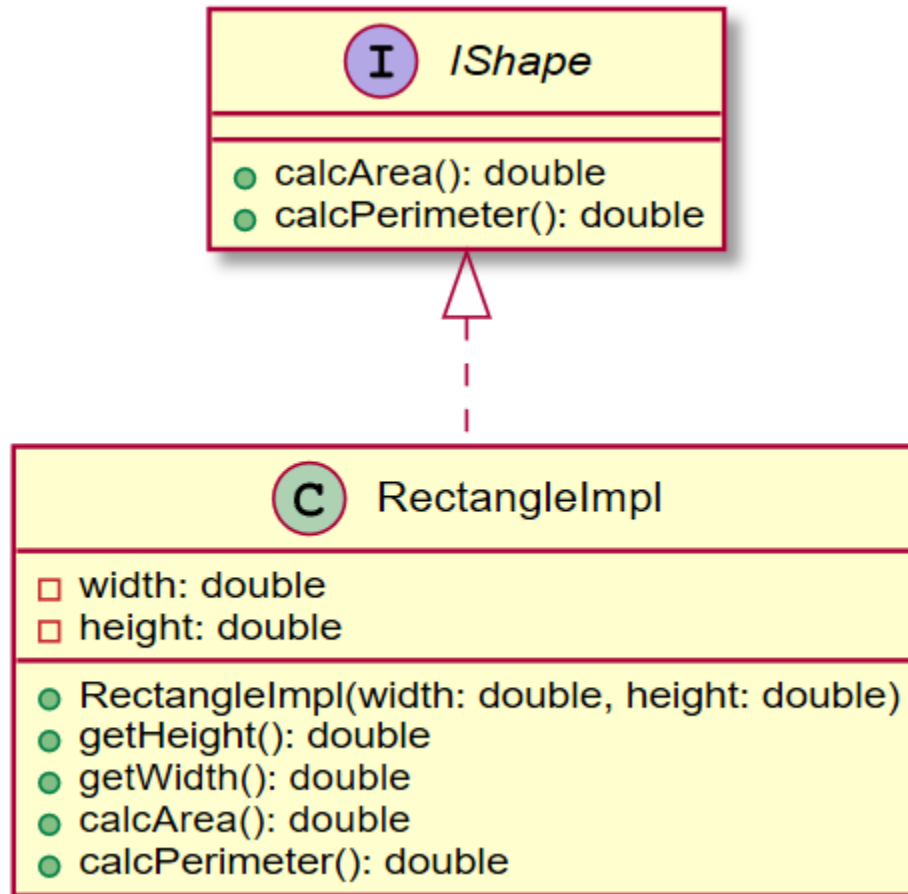 I IShape
calcArea(): double
calcPerimeter(): double
C RectangleImpl
width: double
height: double
RectangleImpl(width: double, height: double)
getHeight(): double
getWidth(): double
calcArea(): double
calcPerimeter(): double